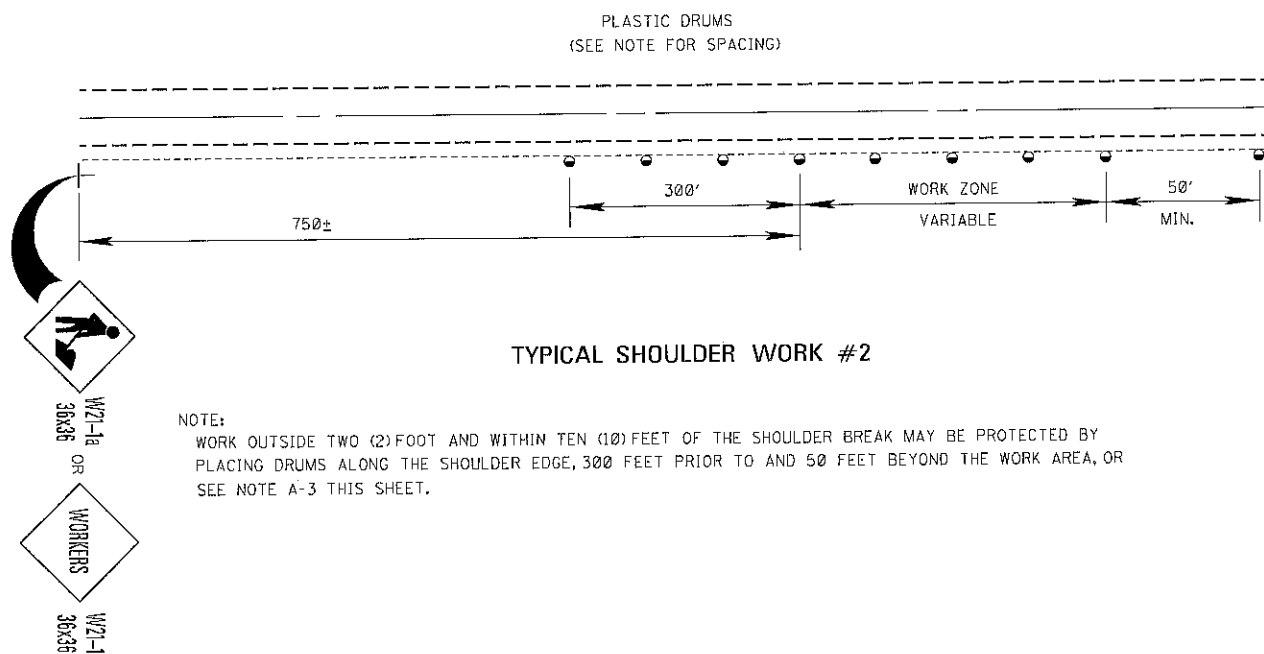 PLASTIC DRUMS
(SEE NOTE FOR SPACING)
300'
WORK ZONE
50'
750±
VARIABLE
MIN.
TYPICAL SHOULDER WORK #2
W21-1a
36x36
OR
WORKERS
W21-1
36x36
NOTE:
WORK OUTSIDE TWO (2) FOOT AND WITHIN TEN (10) FEET OF THE SHOULDER BREAK MAY BE PROTECTED BY
PLACING DRUMS ALONG THE SHOULDER EDGE, 300 FEET PRIOR TO AND 50 FEET BEYOND THE WORK AREA, OR
SEE NOTE A-3 THIS SHEET.